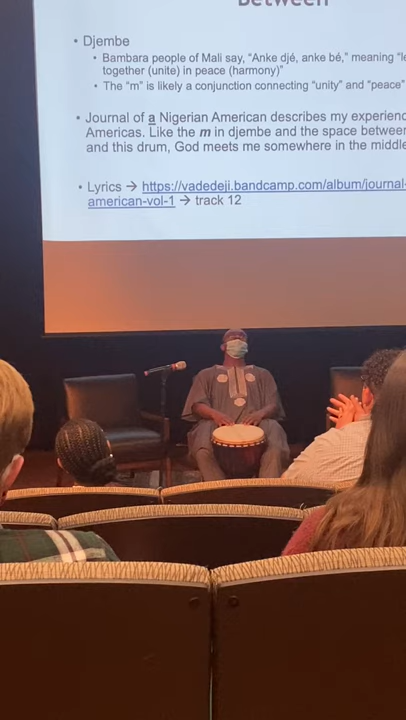 Between
Djembe
Bambara people of Mali say, "Anke djé, anke bé," meaning
together (unite) in peace (harmony)"
The "m" is likely a conjunction connecting "unity" and "peace"
Journal of a Nigerian American describes my
Americas. Like the m in djembe and the space between
and this drum, God meets me somewhere in the middle
Lyrics → https://vadedeji.bandcamp.com/album/journal-
american-vol-1 → track 12